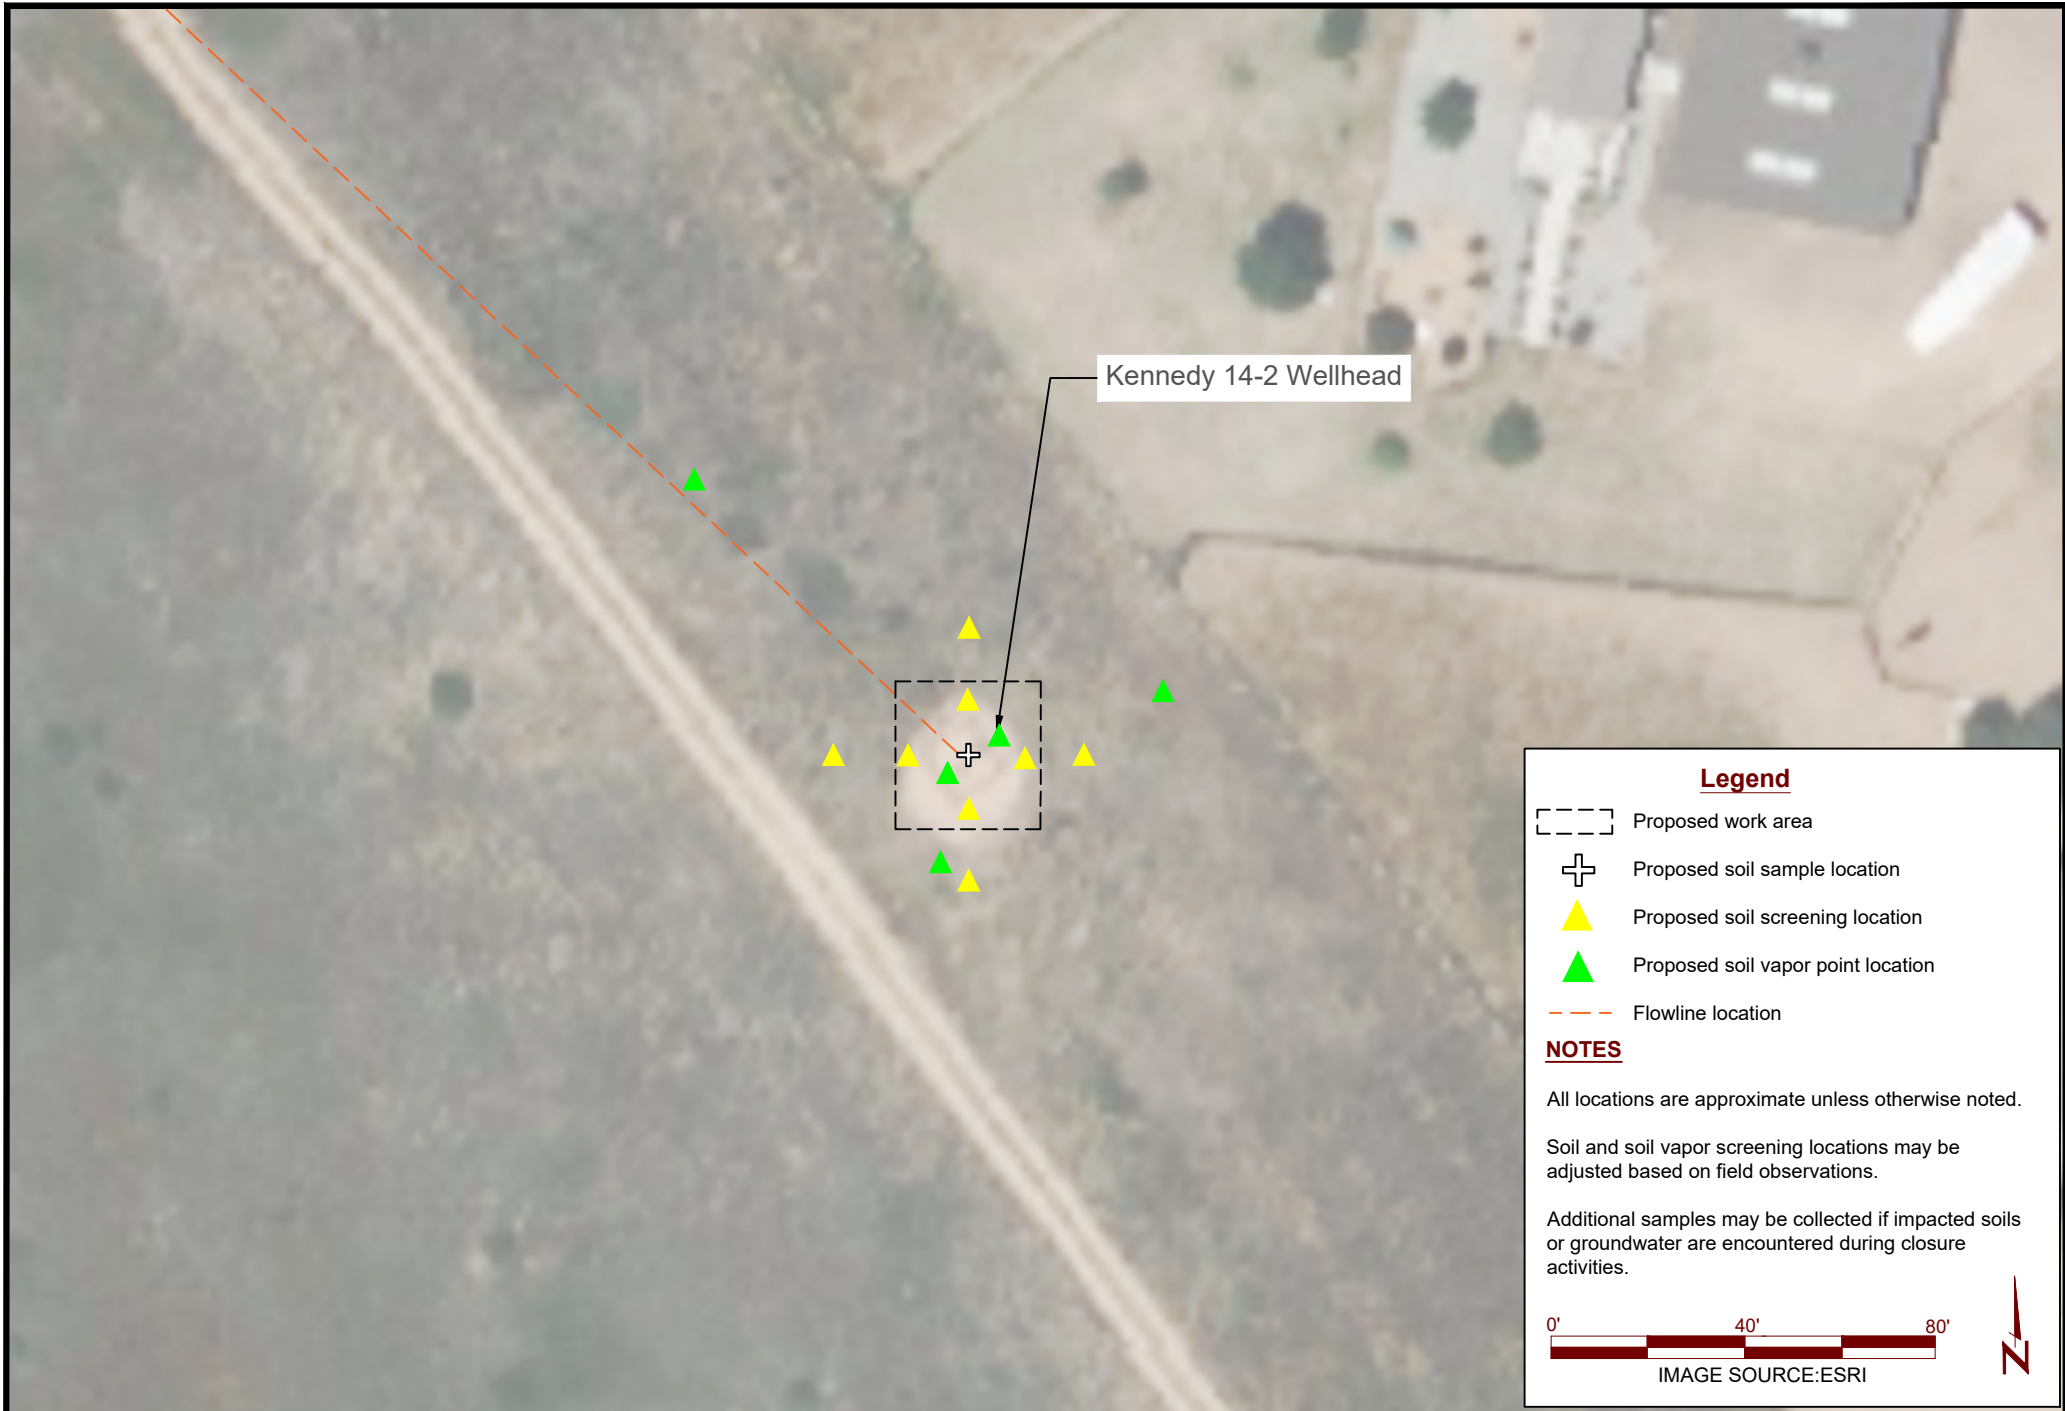 Kennedy 14-2 Wellhead
Legend
Proposed work area
Proposed soil sample location
Proposed soil screening location
Proposed soil vapor point location
Flowline location
NOTES
All locations are approximate unless otherwise noted.
Soil and soil vapor screening locations may be
adjusted based on field observations.
Additional samples may be collected if impacted soils
or groundwater are encountered during closure
activities.
0' 40' 80'
IMAGE SOURCE:ESRI
N